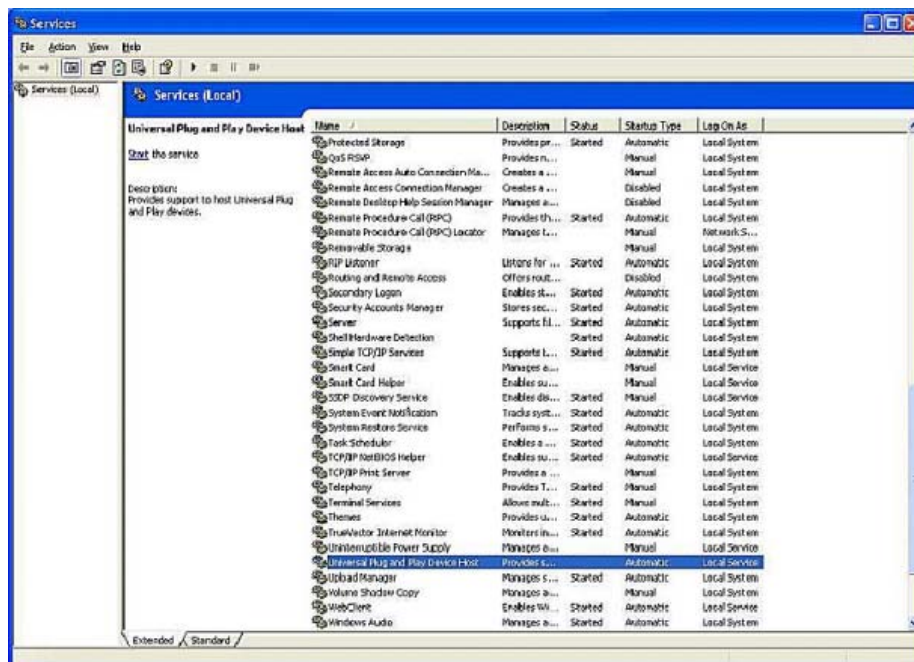 Services
File Action View Help
Services (Local)
Services (Local)
Universal Plug and Play Device Host
Start the service
Description:
Provides support to host Universal Plug
and Play devices.
Name Description Status Startup Type Log On As
Protected Storage Provides pr... Started Automatic Local System
QoS RSVP Provides n... Manual Local System
Remote Access Auto Connection Ma... Creates a ... Manual Local System
Remote Access Connection Manager Creates a ... Disabled Local System
Remote Desktop Help Session Manager Manages a... Disabled Local System
Remote Procedure Call (RPC) Provides th... Started Automatic Local System
Remote Procedure Call (RPC) Locator Manages t... Manual Network S...
Removable Storage Manual Local System
RIP Listener Listens for ... Started Automatic Local System
Routing and Remote Access Offers rout... Disabled Local System
Secondary Logon Enables st... Started Automatic Local System
Security Accounts Manager Stores sec... Started Automatic Local System
Server Supports fil... Started Automatic Local System
Shell Hardware Detection Started Automatic Local System
Simple TCP/IP Services Supports t... Started Automatic Local System
Smart Card Manages a... Manual Local Service
Smart Card Helper Enables su... Manual Local Service
SSDP Discovery Service Enables dis... Started Manual Local Service
System Event Notification Tracks syst... Started Automatic Local System
System Restore Service Performs s... Started Automatic Local System
Task Scheduler Enables a ... Started Automatic Local System
TCP/IP NetBIOS Helper Enables su... Started Automatic Local Service
TCP/IP Print Server Provides a ... Manual Local System
Telephony Provides T... Started Manual Local System
Terminal Services Allows mult... Started Manual Local System
Themes Provides u... Started Automatic Local System
TrueVector Internet Monitor Monitors in... Started Automatic Local System
Uninterruptible Power Supply Manages a... Manual Local Service
Universal Plug and Play Device Host Provides s... Automatic Local Service
Upload Manager Manages s... Started Automatic Local System
Volume Shadow Copy Manages a... Manual Local System
WebClient Enables Wi... Started Automatic Local Service
Windows Audio Manages a... Started Automatic Local System
Extended Standard